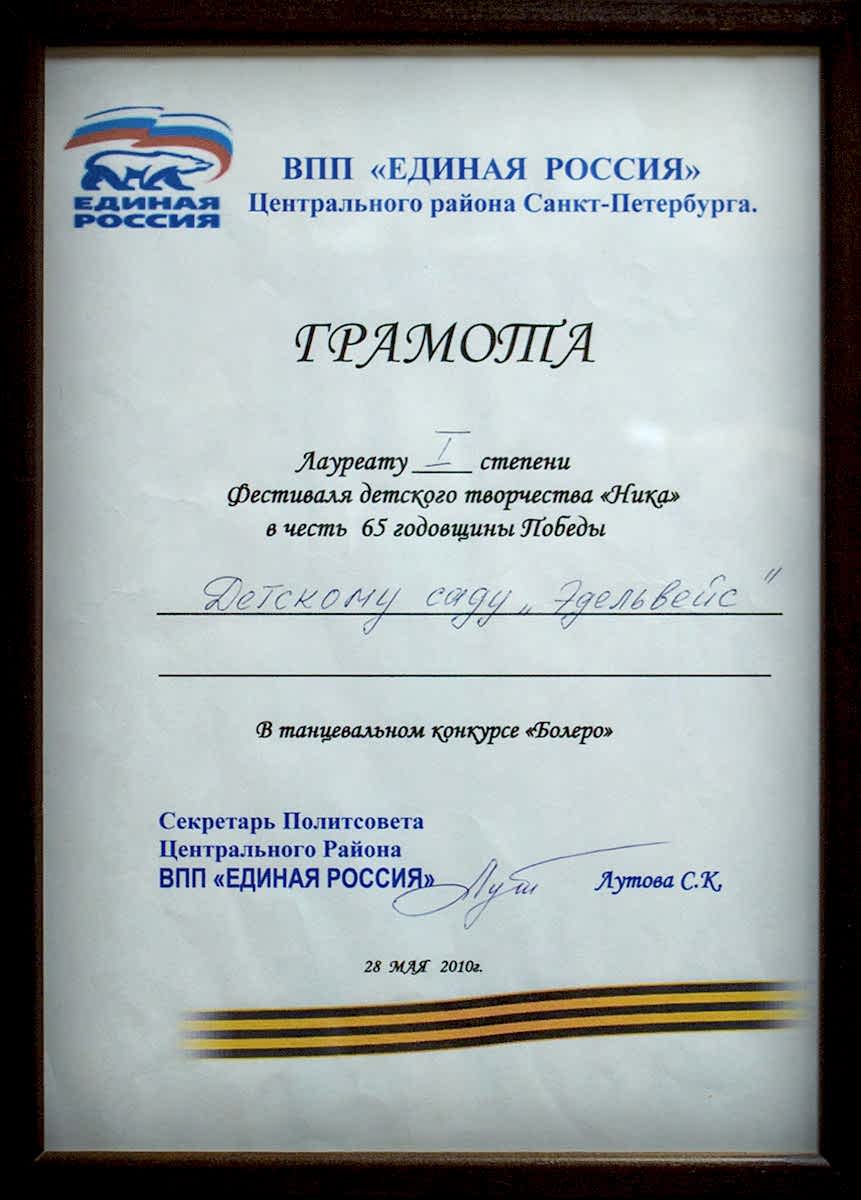 ЕДИНАЯ
РОССИЯ
ВПП «ЕДИНАЯ РОССИЯ»
Центрального района Санкт-Петербурга.
ГРАМОТА
Лауреату I степени
Фестиваля детского творчества «Ника»
в честь 65 годовщины Победы
Детскому саду „Эдельвейс"
В танцевальном конкурсе «Болеро»
Секретарь Политсовета
Центрального Района
ВПП «ЕДИНАЯ РОССИЯ» Лут Лутова С.К.
28 МАЯ 2010г.